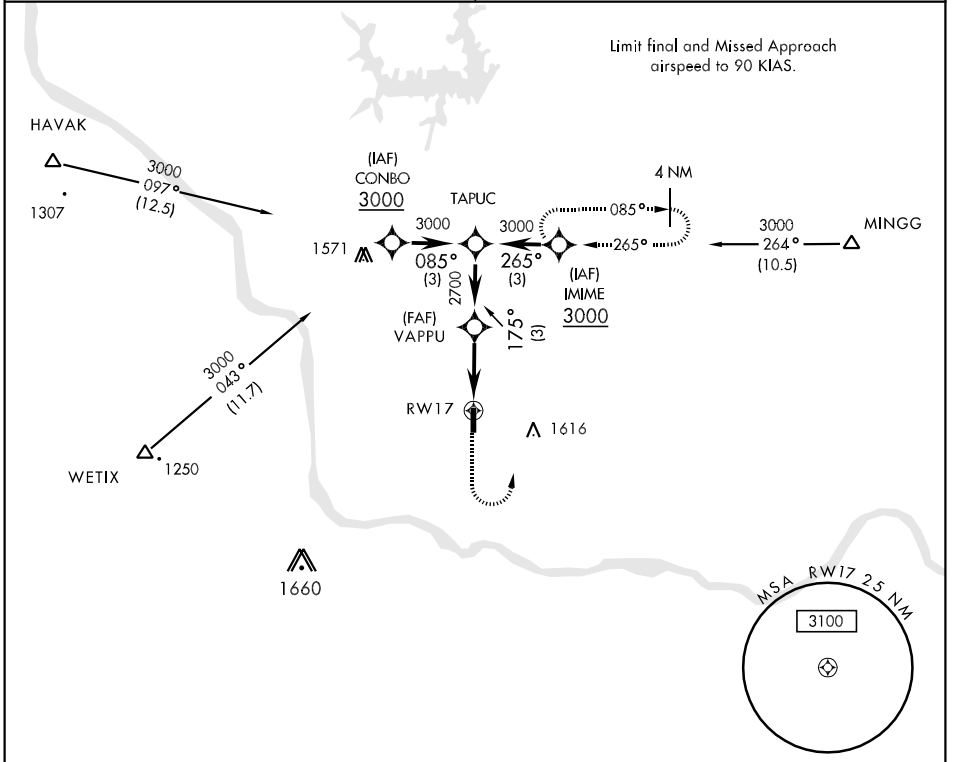 Limit final and Missed Approach
airspeed to 90 KIAS.
HAVAK
3000
097°
(12.5)
1307
(IAF)
CONBO
3000
TAPUC
4 NM
085°
265°
MINGG
3000
264°
(10.5)
1571
3000
085°
(3)
3000
265°
(3)
(IAF)
IMIME
3000
2700
175°
(3)
(FAF)
VAPPU
3000
043°
(11.7)
RW17
1616
WETIX
1250
1660
MSA RW17 25 NM
3100